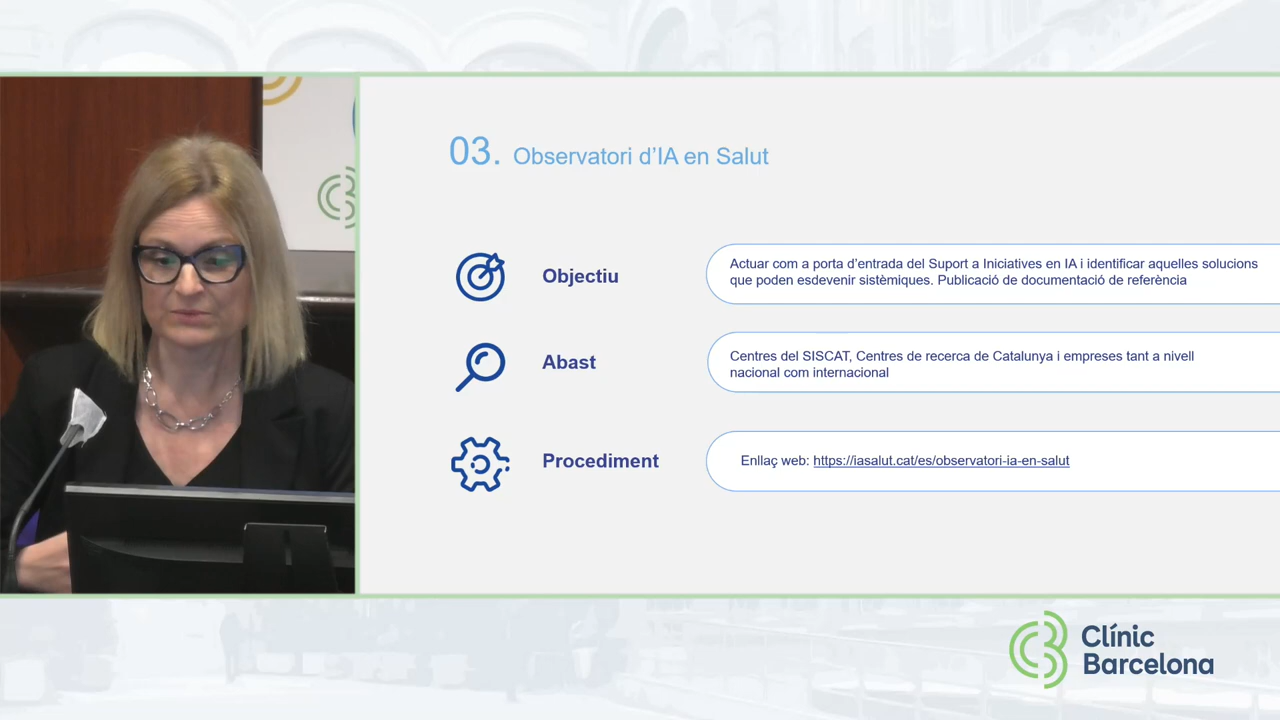 03. Observatori d’IA en Salut
Objectiu
Actuar com a porta d’entrada del Suport a Iniciatives en IA i identificar aquelles solucions
que poden esdevenir sistèmiques. Publicació de documentació de referència
Abast
Centres del SISCAT, Centres de recerca de Catalunya i empreses tant a nivell
nacional com internacional
Procediment
Enllaç web: https://iasalut.cat/es/observatori-ia-en-salut
Clínic
Barcelona